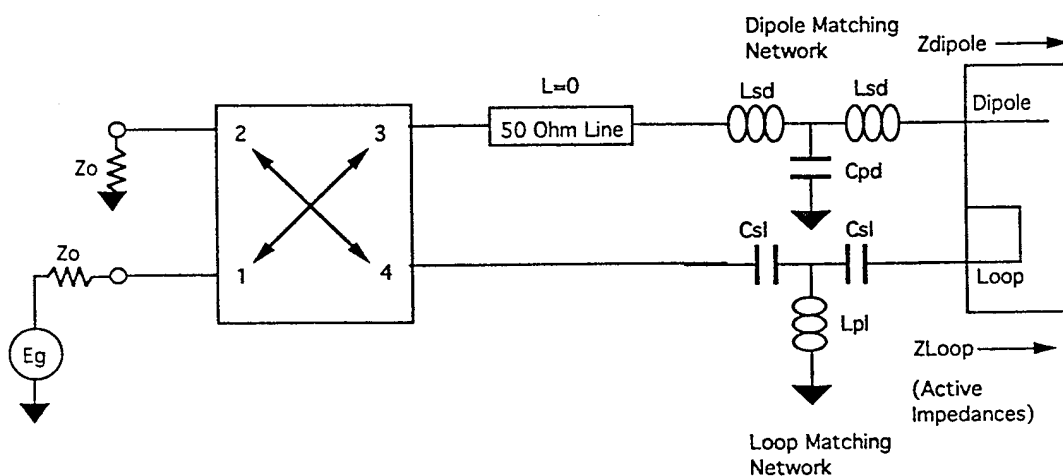 Dipole Matching
Network
Zdipole
L=0
Lsd
Lsd
Dipole
50 Ohm Line
2
3
Zo
Cpd
Zo
1
4
Csl
Csl
Loop
Lpl
Eg
ZLoop
(Active
Impedances)
Loop Matching
Network